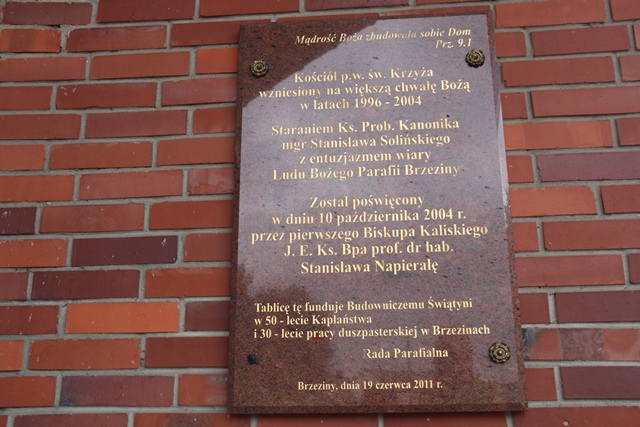 Mądrość Boża zbudowała sobie Dom
Prz. 9.1
Kościół p.w. św. Krzyża
wzniesiony na większą chwałę Bożą
w latach 1996 - 2004
Staraniem Ks. Prob. Kanonika
mgr Stanisława Solińskiego
z entuzjazmem wiary
Ludu Bożego Parafii Brzeziny
Został poświęcony
w dniu 10 października 2004 r.
przez pierwszego Biskupa Kaliskiego
J. E. Ks. Bpa prof. dr hab.
Stanisława Napierałę
Tablicę tę funduje Budowniczemu Świątyni
w 50 - lecie Kapłaństwa
i 30 - lecie pracy duszpasterskiej w Brzezinach
Rada Parafialna
Brzeziny, dnia 19 czerwca 2011 r.